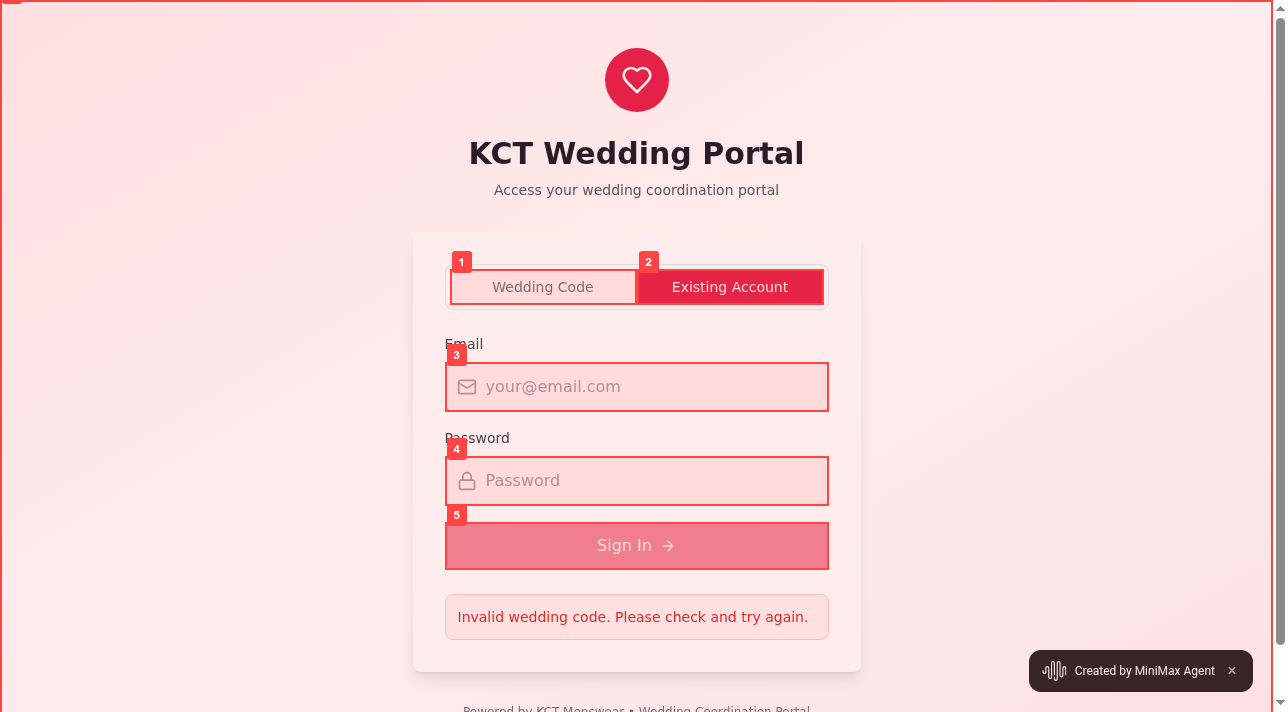 KCT Wedding Portal
Access your wedding coordination portal
1
2
Wedding Code
Existing Account
Email
3
your@email.com
Password
4
Password
5
Sign In →
Invalid wedding code. Please check and try again.
Created by MiniMax Agent ×
Powered by KCT Menswear • Wedding Coordination Portal